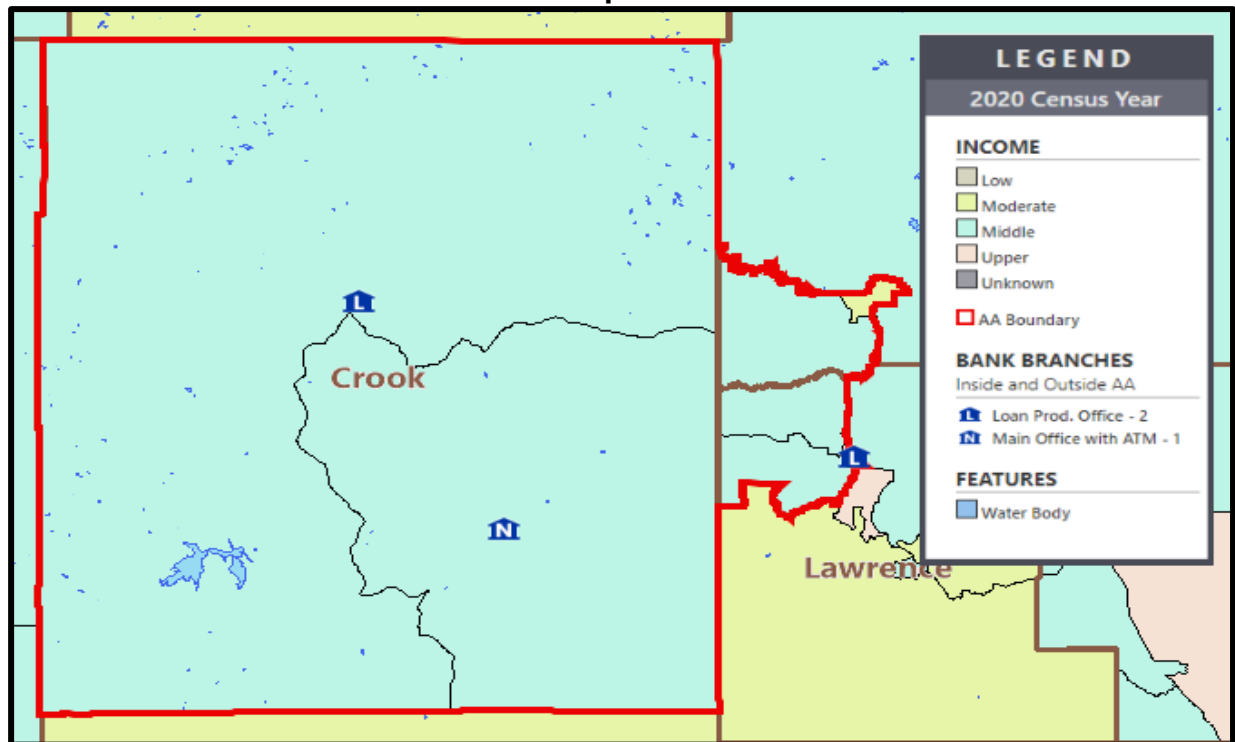 LEGEND
2020 Census Year
INCOME
Low
Moderate
Middle
Upper
Unknown
AA Boundary
BANK BRANCHES
Inside and Outside AA
L Loan Prod. Office - 2
N Main Office with ATM - 1
FEATURES
Water Body
L
Crook
L
N
Lawrence